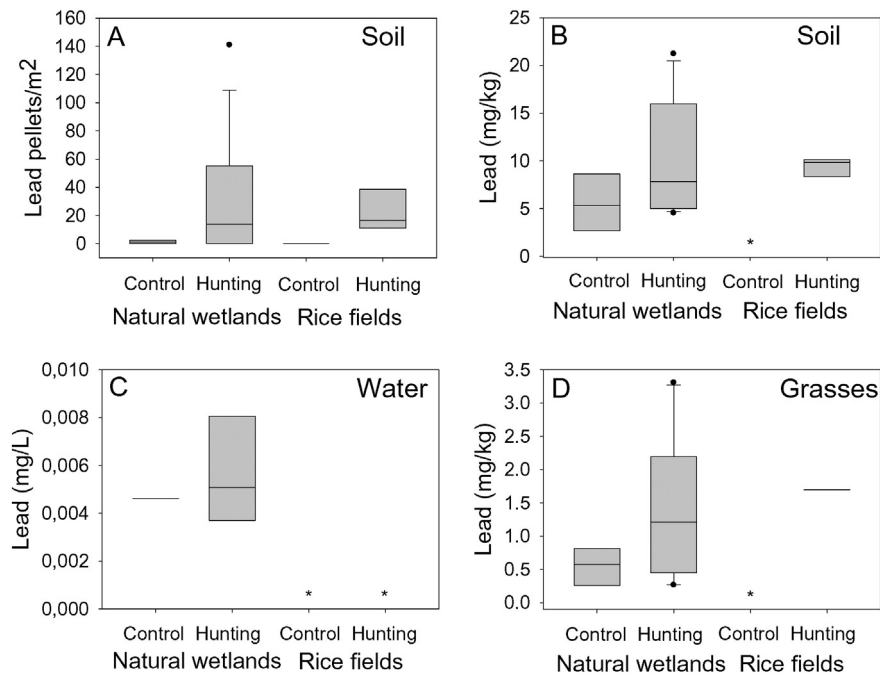 A
Soil
Lead pellets/m²
160
140
120
100
80
60
40
20
0
Control Hunting Control Hunting
Natural wetlands Rice fields
B
Soil
Lead (mg/kg)
25
20
15
10
5
0
*
Control Hunting Control Hunting
Natural wetlands Rice fields
C
Water
Lead (mg/L)
0,010
0,008
0,006
0,004
0,002
0,000
* *
Control Hunting Control Hunting
Natural wetlands Rice fields
D
Grasses
Lead (mg/kg)
3.5
3.0
2.5
2.0
1.5
1.0
0.5
0.0
*
Control Hunting Control Hunting
Natural wetlands Rice fields